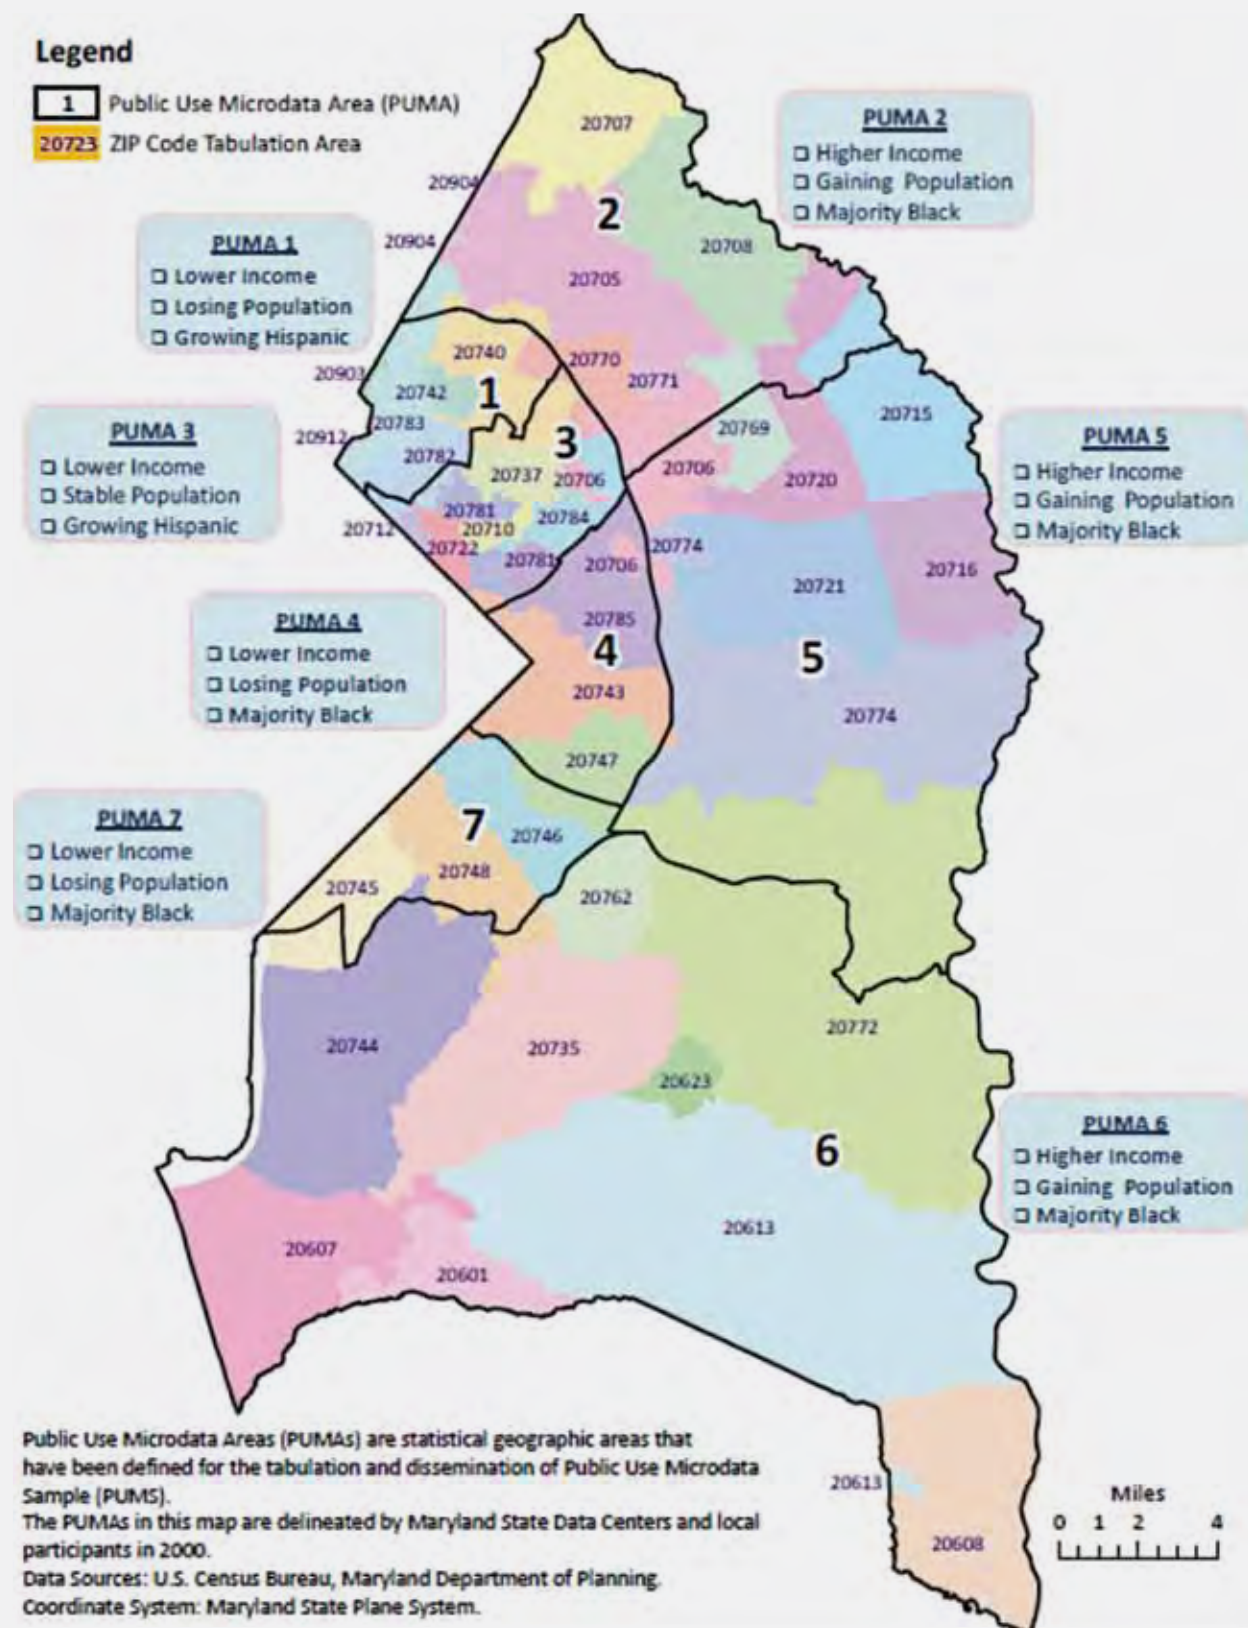 Legend
1 Public Use Microdata Area (PUMA)
20723 ZIP Code Tabulation Area
PUMA 2
Higher Income
Gaining Population
Majority Black
PUMA 1
Lower Income
Losing Population
Growing Hispanic
PUMA 3
Lower Income
Stable Population
Growing Hispanic
PUMA 5
Higher Income
Gaining Population
Majority Black
PUMA 4
Lower Income
Losing Population
Majority Black
PUMA 7
Lower Income
Losing Population
Majority Black
PUMA 6
Higher Income
Gaining Population
Majority Black
20707
20904
2
20904
20708
20705
20740
20770
20903
20771
20742
1
20715
20783
20769
20912
3
20782
20706
20737
20706
20720
20781
20784
20712
20710
20722
20774
20781
20706
20716
20721
20785
4
5
20743
20774
20747
7
20746
20748
20745
20762
20772
20744
20735
20623
6
20613
20607
20601
20613
20608
Public Use Microdata Areas (PUMAs) are statistical geographic areas that
have been defined for the tabulation and dissemination of Public Use Microdata
Sample (PUMS).
The PUMAs in this map are delineated by Maryland State Data Centers and local
participants in 2000.
Data Sources: U.S. Census Bureau, Maryland Department of Planning.
Coordinate System: Maryland State Plane System.
Miles
0 1 2 4